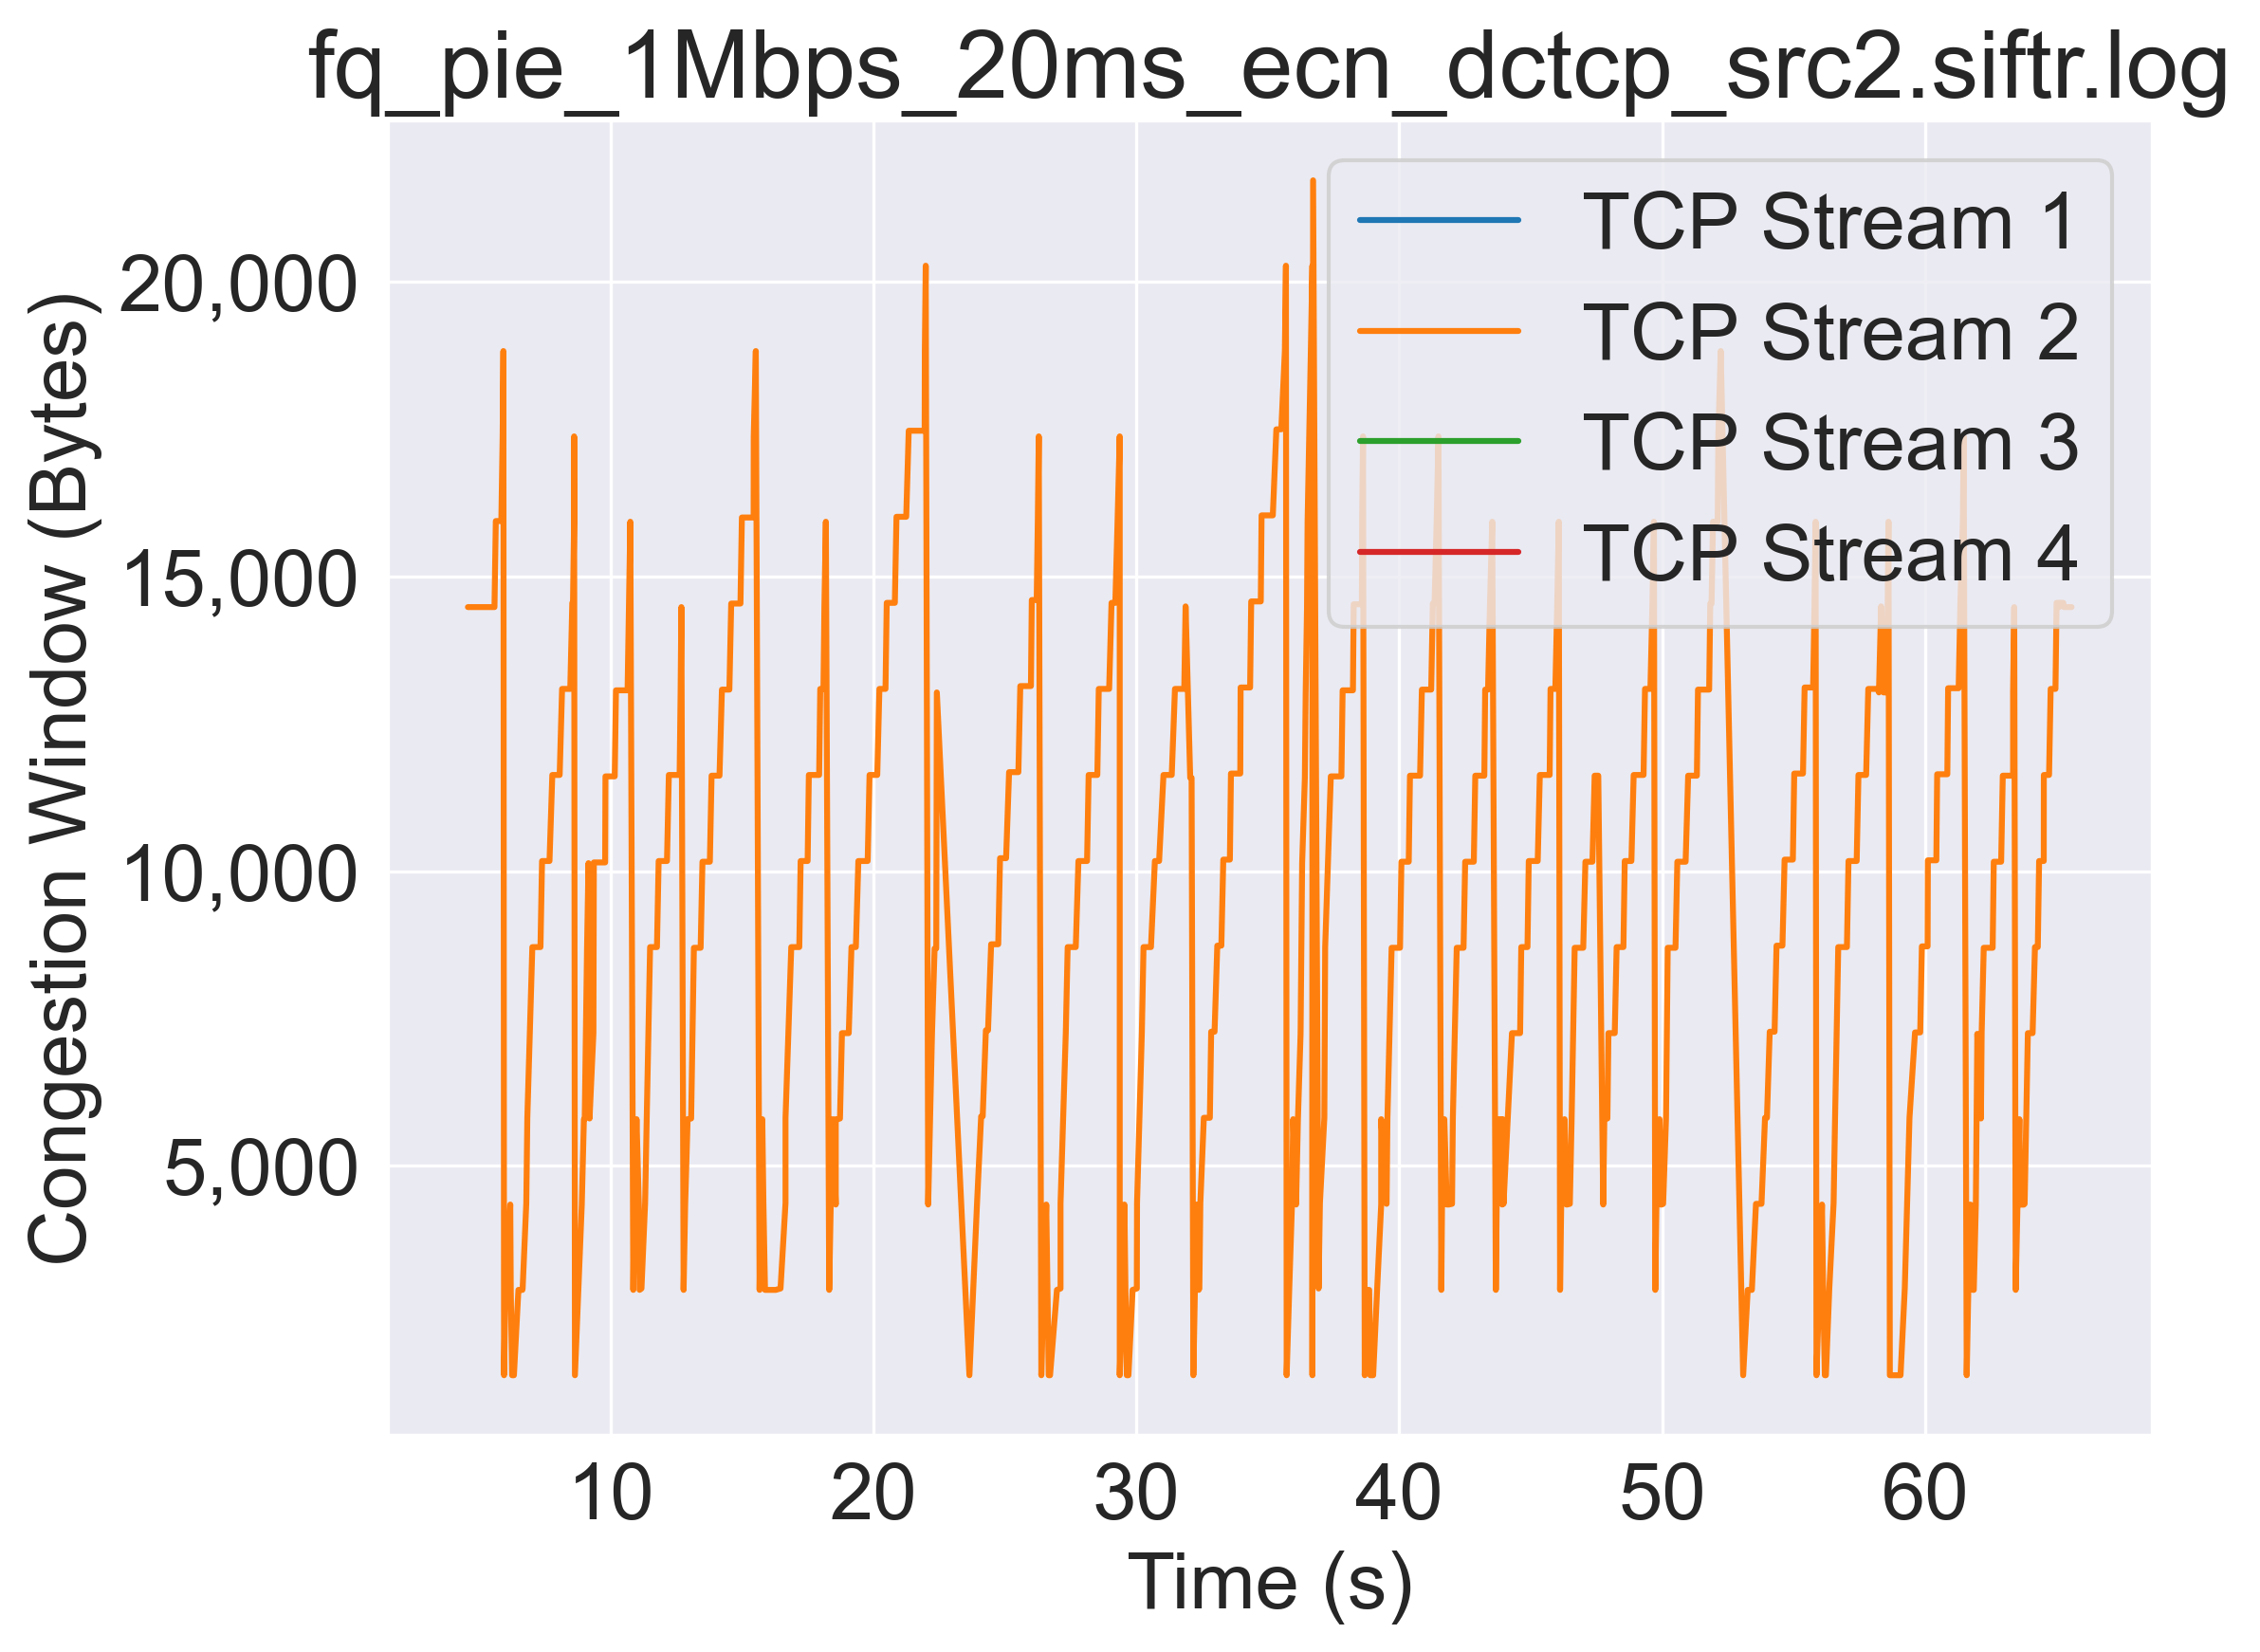 fq_pie_1Mbps_20ms_ecn_dctcp_src2.siftr.log
TCP Stream 1
TCP Stream 2
TCP Stream 3
TCP Stream 4
Congestion Window (Bytes)
20,000
15,000
10,000
5,000
10 20 30 40 50 60
Time (s)